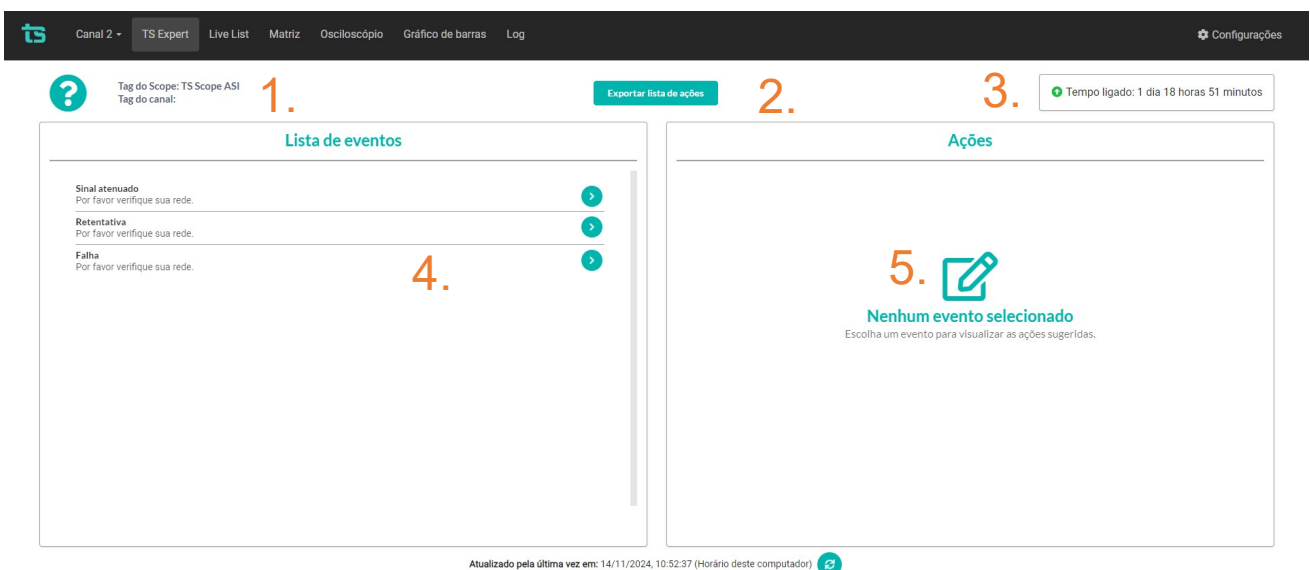 ts
Canal 2 TS Expert Live List Matriz Osciloscópio Gráfico de barras Log Configurações
?
Tag do Scope: TS Scope ASI
Tag do canal:
1.
Exportar lista de ações
2.
3.
Tempo ligado: 1 dia 18 horas 51 minutos
Lista de eventos
Sinal atenuado
Por favor verifique sua rede.
Retentativa
Por favor verifique sua rede.
Falha
Por favor verifique sua rede.
4.
Ações
5.
Nenhum evento selecionado
Escolha um evento para visualizar as ações sugeridas.
Atualizado pela última vez em: 14/11/2024, 10:52:37 (Horário deste computador)